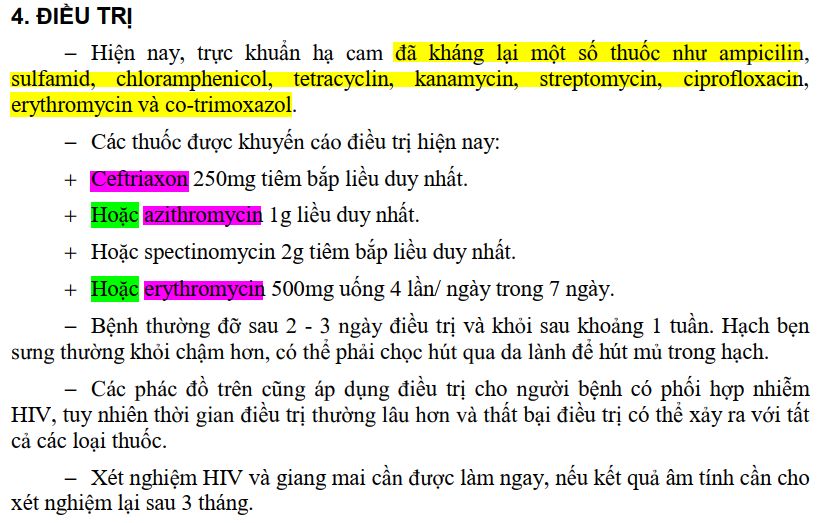 4. ĐIỀU TRỊ
– Hiện nay, trực khuẩn hạ cam đã kháng lại một số thuốc như ampicilin,
sulfamid, chloramphenicol, tetracyclin, kanamycin, streptomycin, ciprofloxacin,
erythromycin và co-trimoxazol.
– Các thuốc được khuyến cáo điều trị hiện nay:
+ Ceftriaxon 250mg tiêm bắp liều duy nhất.
+ Hoặc azithromycin 1g liều duy nhất.
+ Hoặc spectinomycin 2g tiêm bắp liều duy nhất.
+ Hoặc erythromycin 500mg uống 4 lần/ ngày trong 7 ngày.
– Bệnh thường đỡ sau 2 - 3 ngày điều trị và khỏi sau khoảng 1 tuần. Hạch bẹn
sưng thường khỏi chậm hơn, có thể phải chọc hút qua da lành để hút mủ trong hạch.
– Các phác đồ trên cũng áp dụng điều trị cho người bệnh có phối hợp nhiễm
HIV, tuy nhiên thời gian điều trị thường lâu hơn và thất bại điều trị có thể xảy ra với tất
cả các loại thuốc.
– Xét nghiệm HIV và giang mai cần được làm ngay, nếu kết quả âm tính cần cho
xét nghiệm lại sau 3 tháng.